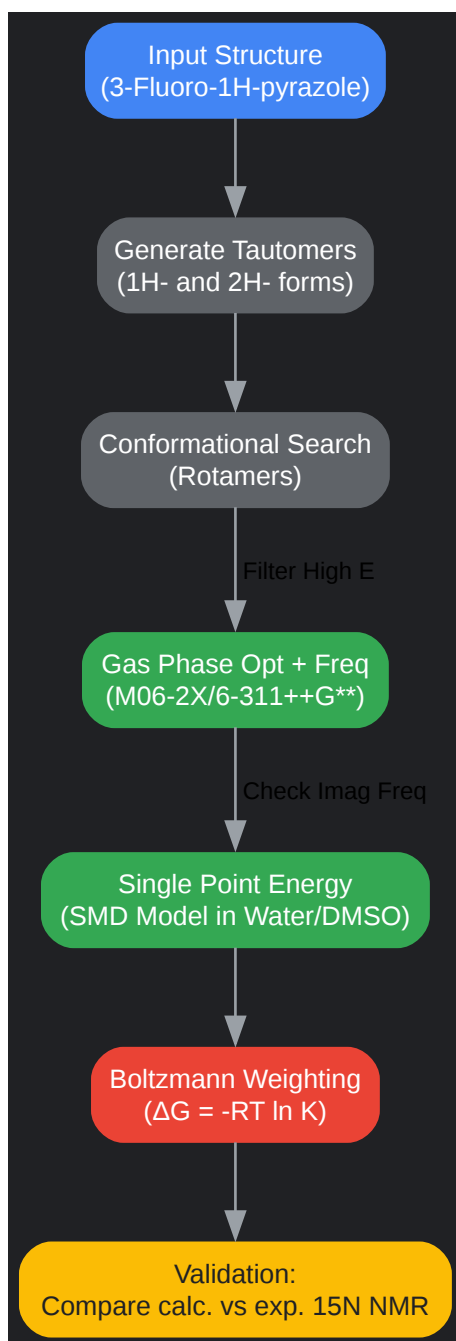 Input Structure
(3-Fluoro-1H-pyrazole)
Generate Tautomers
(1H- and 2H- forms)
Conformational Search
(Rotamers)
Filter High E
Gas Phase Opt + Freq
(M06-2X/6-311++G**)
Check Imag Freq
Single Point Energy
(SMD Model in Water/DMSO)
Boltzmann Weighting
(ΔG = -RT ln K)
Validation:
Compare calc. vs exp. 15N NMR